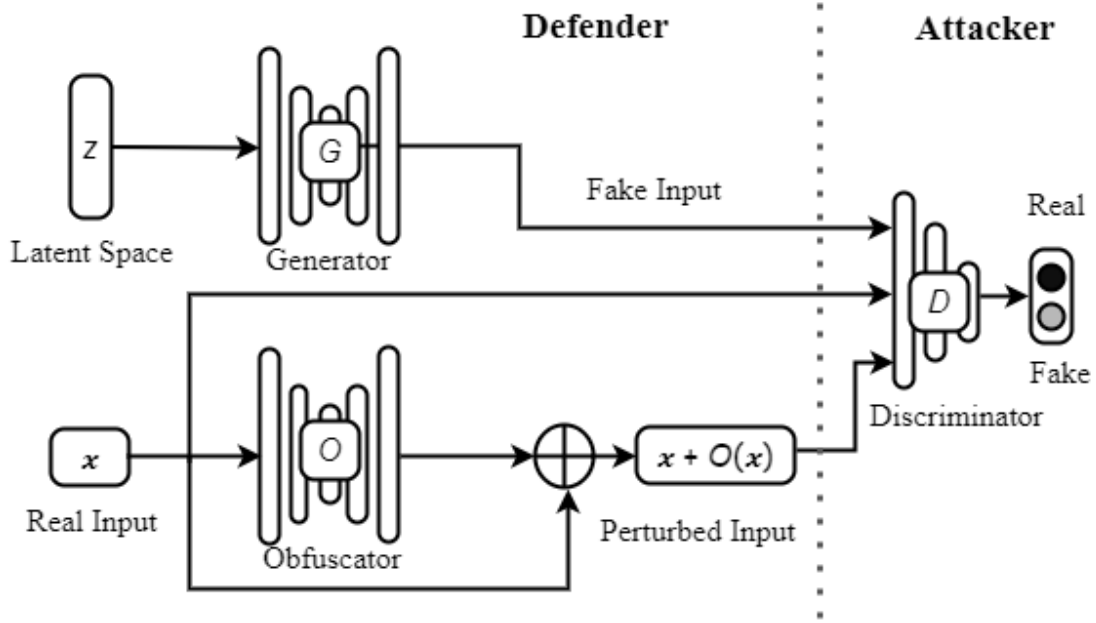 Defender
Attacker
z
G
Latent Space
Generator
Fake Input
Real
D
Fake
Discriminator
x
O
x + O(x)
Real Input
Obfuscator
Perturbed Input